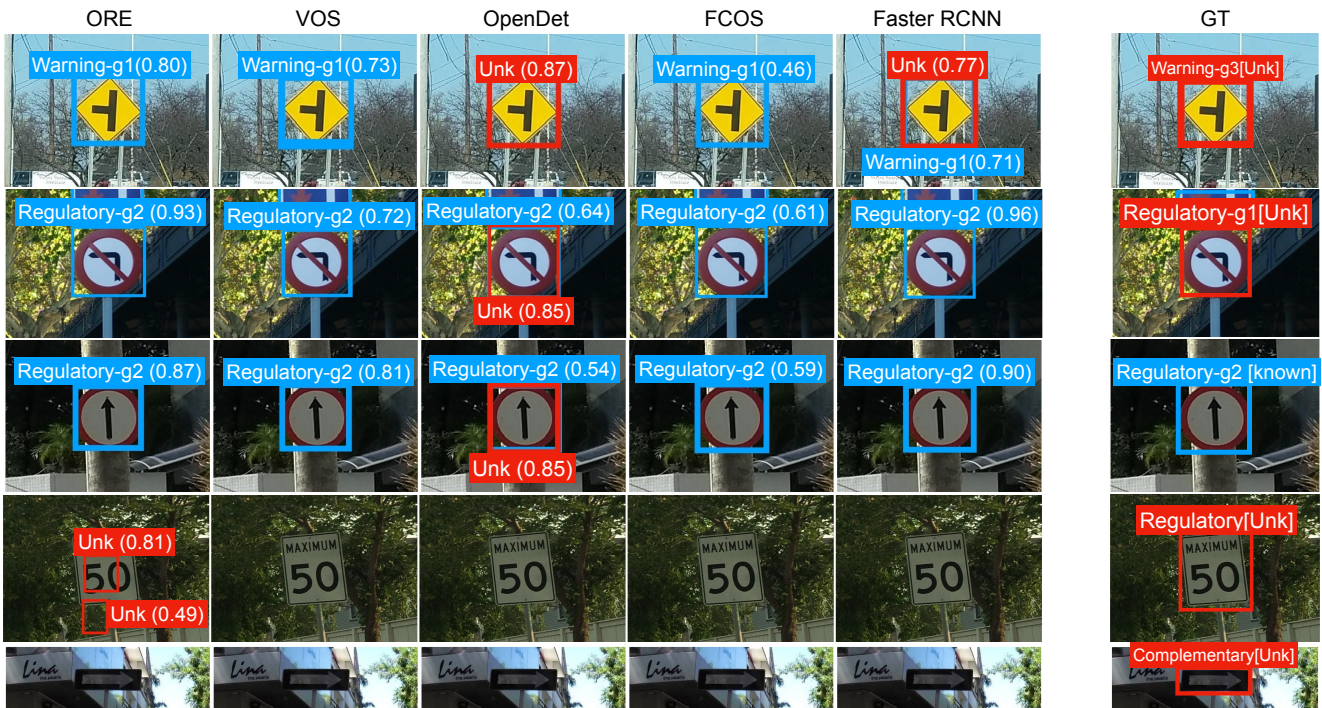 ORE VOS OpenDet FCOS Faster RCNN GT
Warning-g1(0.80) Warning-g1(0.73) Unk (0.87) Warning-g1(0.46) Unk (0.77) Warning-g3[Unk]
Warning-g1(0.71)
Regulatory-g2 (0.93) Regulatory-g2 (0.72) Regulatory-g2 (0.64) Regulatory-g2 (0.61) Regulatory-g2 (0.96) Regulatory-g1[Unk]
Unk (0.85)
Regulatory-g2 (0.87) Regulatory-g2 (0.81) Regulatory-g2 (0.54) Regulatory-g2 (0.59) Regulatory-g2 (0.90) Regulatory-g2 [known]
Unk (0.85)
Unk (0.81) MAXIMUM MAXIMUM MAXIMUM MAXIMUM Regulatory[Unk]
MAXIMUM
50 50 50 50 50 50
Unk (0.49)
Complementary[Unk]
Lina Lina Lina Lina Lina Lina